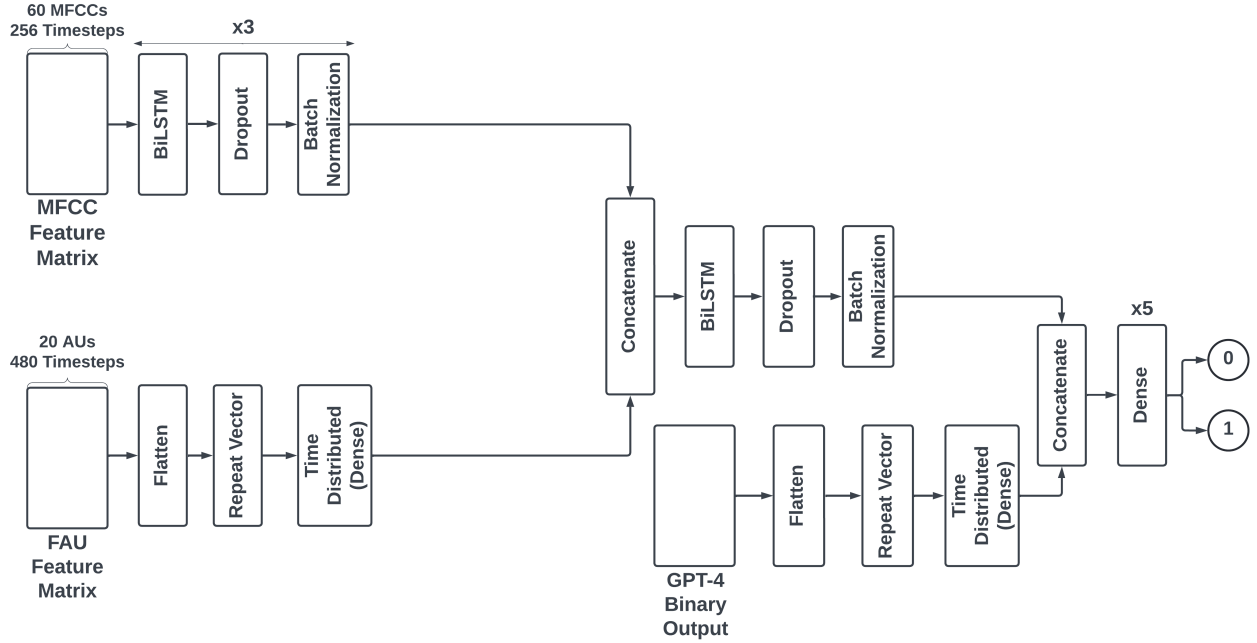 60 MFCCs
256 Timesteps
x3
BiLSTM
Dropout
Batch
Normalization
MFCC
Feature
Matrix
20 AUs
480 Timesteps
Flatten
Repeat Vector
Time
Distributed
(Dense)
FAU
Feature
Matrix
Concatenate
BiLSTM
Dropout
Batch
Normalization
GPT-4
Binary
Output
Flatten
Repeat Vector
Time
Distributed
(Dense)
Concatenate
x5
Dense
0
1